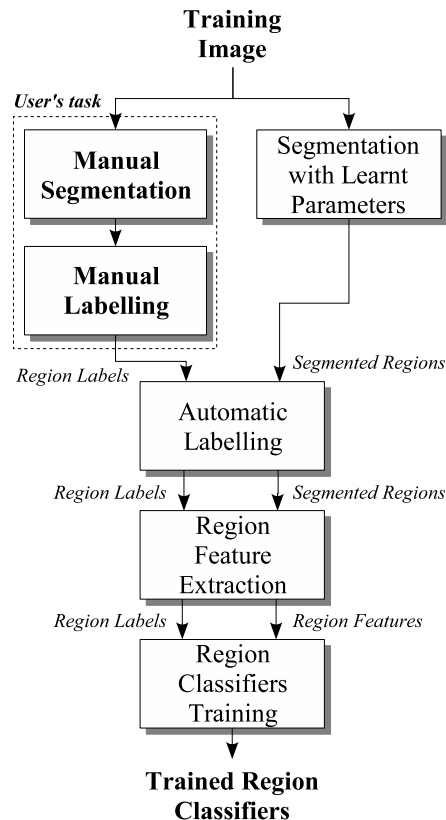 Training
Image
User's task
Manual
Segmentation
Segmentation
with Learnt
Parameters
Manual
Labelling
Region Labels
Segmented Regions
Automatic
Labelling
Region Labels
Segmented Regions
Region
Feature
Extraction
Region Labels
Region Features
Region
Classifiers
Training
Trained Region
Classifiers